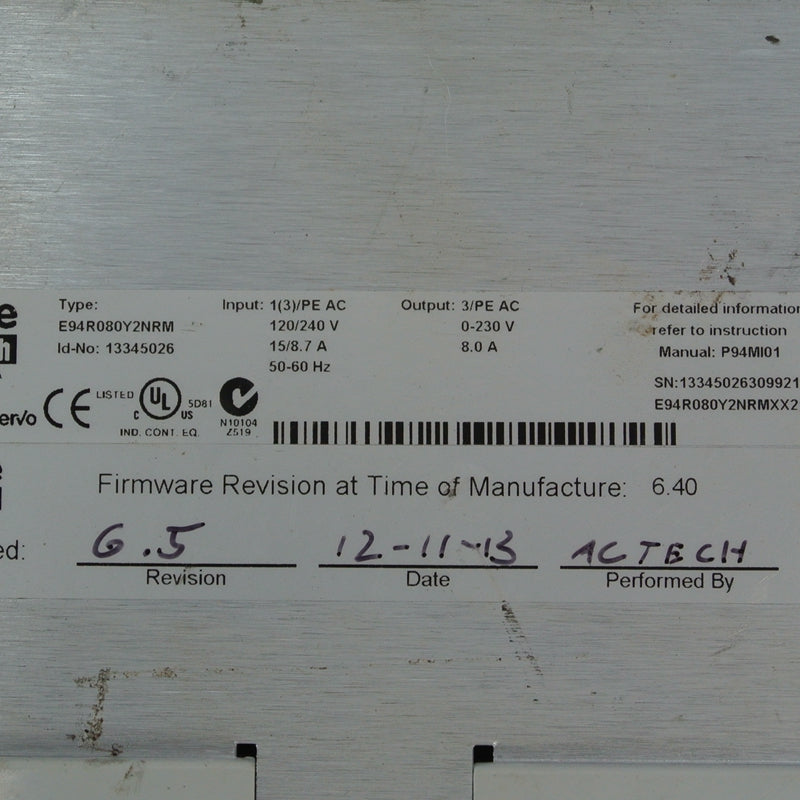 Type:
E94R080Y2NRM
Id-No: 13345026
Input: 1(3)/PE AC
120/240 V
15/8.7 A
50-60 Hz
Output: 3/PE AC
0-230 V
8.0 A
For detailed information
refer to instruction
Manual: P94MI01
SN:13345026309921
E94R080Y2NRMXX2
CE
LISTED
C UL US
5D81
IND. CONT. EQ.
N10104
Z519
Firmware Revision at Time of Manufacture: 6.40
6.5 12-11-13 ACTECH
Revision Date Performed By